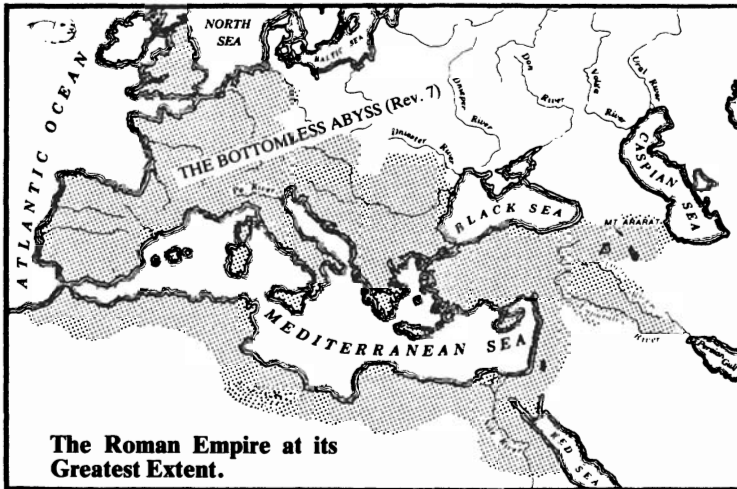 NORTH
SEA
BALTIC SEA
ATLANTIC OCEAN
THE BOTTOMLESS ABYSS (Rev. 7)
Dnieper
River
Don
River
Volga
River
Ural River
Dniester River
Po River
CASPIAN SEA
BLACK SEA
MT ARARAT
MEDITERRANEAN SEA
River
Persian Gulf
RED SEA
The Roman Empire at its
Greatest Extent.